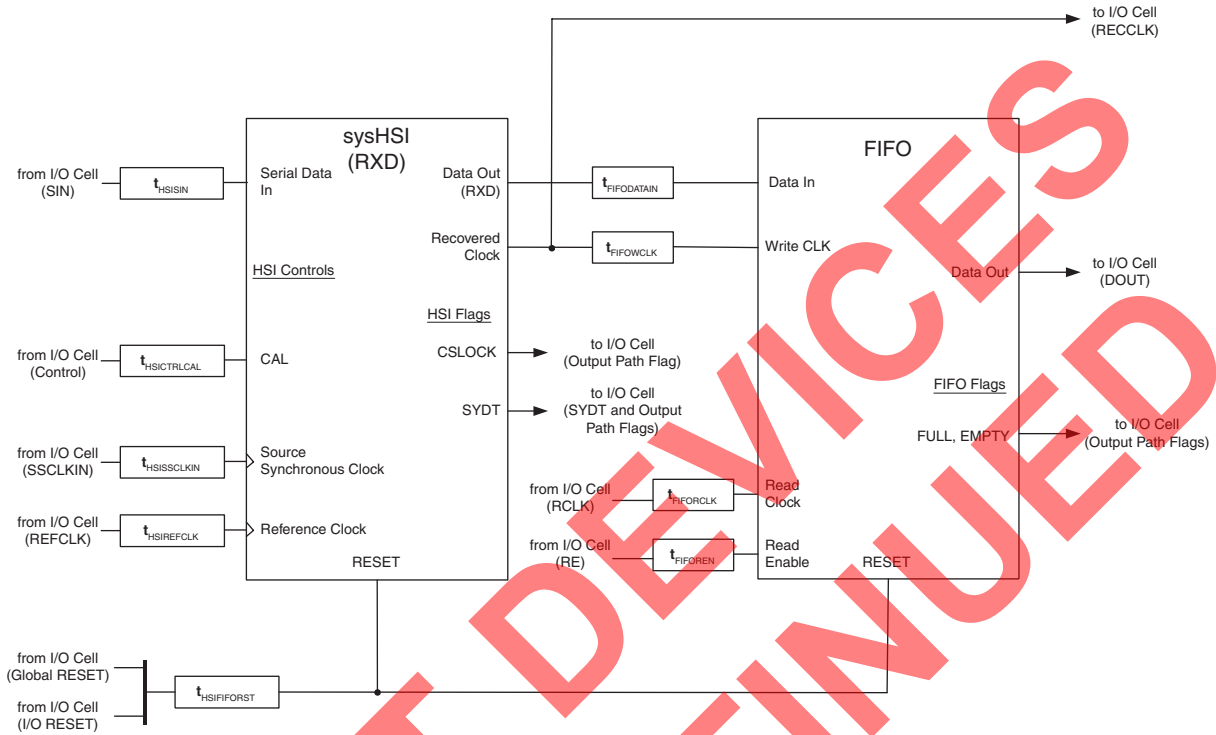 to I/O Cell
(RECCLK)
sysHSI
(RXD)
FIFO
from I/O Cell
(SIN)
tHSISIN
Serial Data
In
Data Out
(RXD)
tFIFODATAIN
Data In
Recovered
Clock
tFIFOWCLK
Write CLK
HSI Controls
Data Out
to I/O Cell
(DOUT)
HSI Flags
from I/O Cell
(Control)
tHSICTRLCAL
CAL
CSLOCK
to I/O Cell
(Output Path Flag)
SYDT
to I/O Cell
(SYDT and Output
Path Flags)
FIFO Flags
FULL, EMPTY
to I/O Cell
(Output Path Flags)
from I/O Cell
(SSCLKIN)
tHSISSCLKIN
Source
Synchronous Clock
from I/O Cell
(RCLK)
tFIFORCLK
Read
Clock
from I/O Cell
(REFCLK)
tHSIREFCLK
Reference Clock
from I/O Cell
(RE)
tFIFOREN
Read
Enable
RESET
RESET
from I/O Cell
(Global RESET)
tHSIFIFORST
from I/O Cell
(I/O RESET)
DEVICES